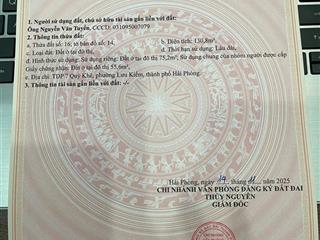 1. Người sử dụng đất, chủ sở hữu tài sản gắn liền với đất:
Ông Nguyễn Văn Tuyển, CCCD: 031095007079
2. Thông tin thửa đất:
a. Thửa đất số: 16; tờ bản đồ số: 14, b. Diện tích: 130,8m²,
c. Loại đất: Đất ở tại đô thị, d. Thời hạn sử dụng: Lâu dài,
đ. Hình thức sử dụng: Sử dụng riêng: Đất ở tại đô thị 75,2m²; Sử dụng chung của nhóm người được cấp
Giấy chứng nhận: Đất ở tại đô thị 55,6m²,
e. Địa chỉ: TDP 7 Quỳ Khê, phường Lưu Kiếm, thành phố Hải Phòng.
3. Thông tin tài sản gắn liền với đất: -/-
Hải Phòng, ngày 14 tháng 11 năm 2025
CHI NHÁNH VĂN PHÒNG ĐĂNG KÝ ĐẤT ĐAI
THỦY NGUYÊN
GIÁM ĐỐC